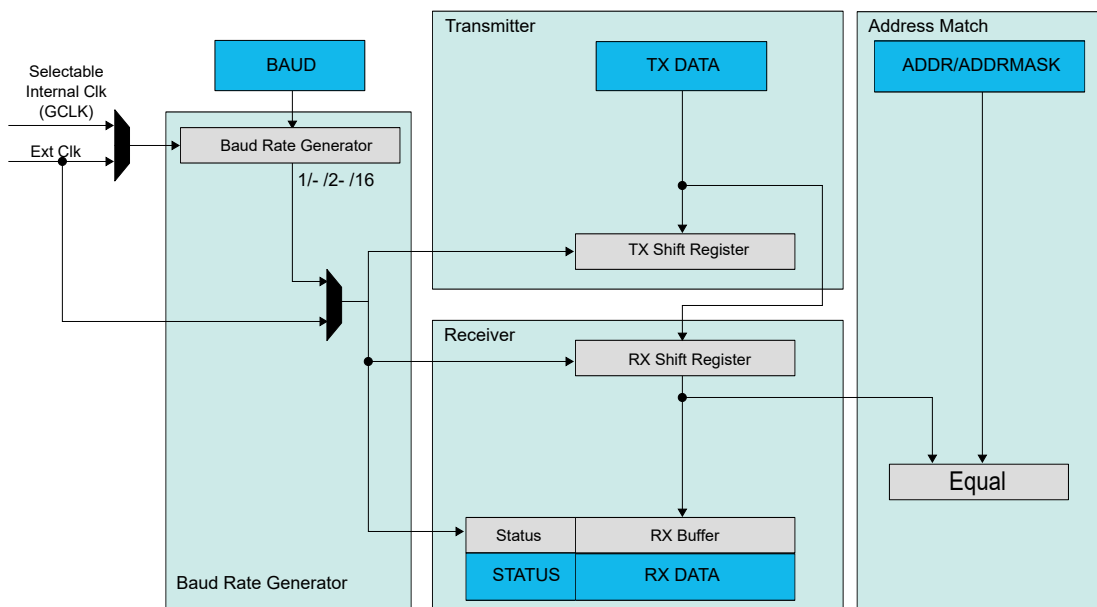 Transmitter
Address Match
BAUD
TX DATA
ADDR/ADDRMASK
Selectable
Internal Clk
(GCLK)
Ext Clk
Baud Rate Generator
1/- /2- /16
TX Shift Register
Receiver
RX Shift Register
Equal
Status
RX Buffer
STATUS
RX DATA
Baud Rate Generator